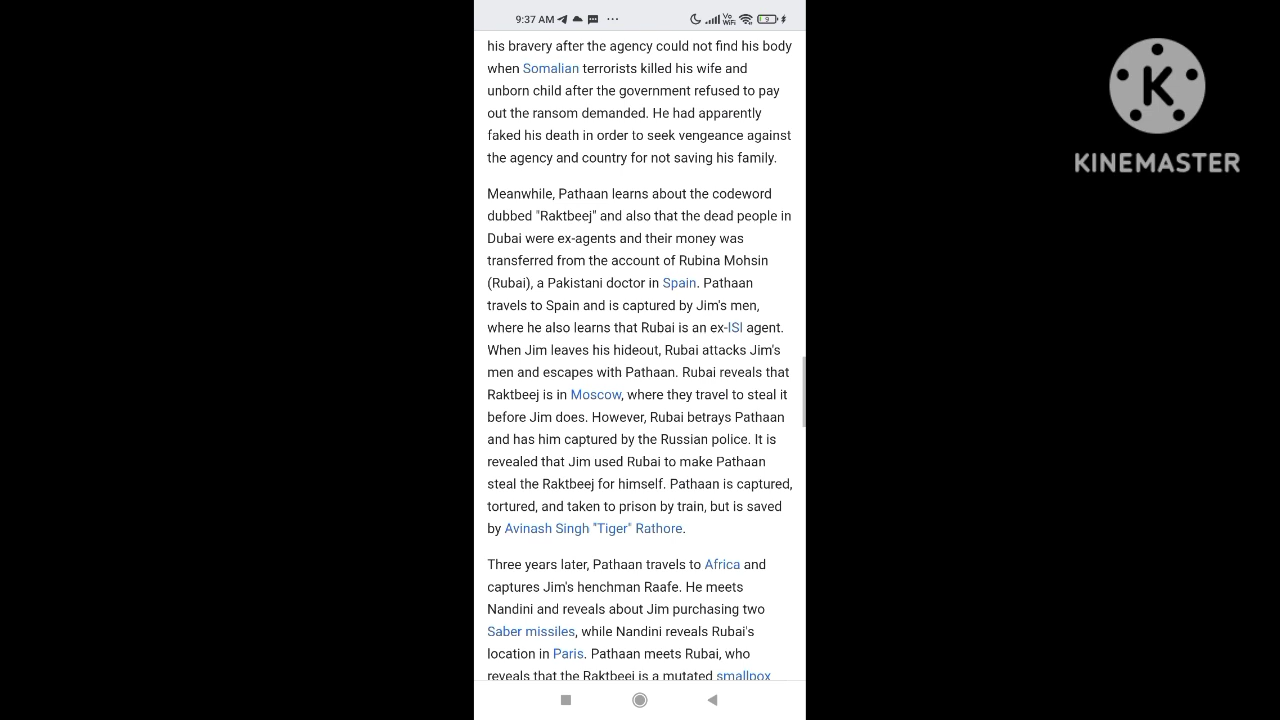 9:37 AM
Vo
WiFi
9
his bravery after the agency could not find his body
when Somalian terrorists killed his wife and
unborn child after the government refused to pay
out the ransom demanded. He had apparently
faked his death in order to seek vengeance against
the agency and country for not saving his family.
Meanwhile, Pathaan learns about the codeword
dubbed "Raktbeej" and also that the dead people in
Dubai were ex-agents and their money was
transferred from the account of Rubina Mohsin
(Rubai), a Pakistani doctor in Spain. Pathaan
travels to Spain and is captured by Jim's men,
where he also learns that Rubai is an ex-ISI agent.
When Jim leaves his hideout, Rubai attacks Jim's
men and escapes with Pathaan. Rubai reveals that
Raktbeej is in Moscow, where they travel to steal it
before Jim does. However, Rubai betrays Pathaan
and has him captured by the Russian police. It is
revealed that Jim used Rubai to make Pathaan
steal the Raktbeej for himself. Pathaan is captured,
tortured, and taken to prison by train, but is saved
by Avinash Singh "Tiger" Rathore.
Three years later, Pathaan travels to Africa and
captures Jim's henchman Raafe. He meets
Nandini and reveals about Jim purchasing two
Saber missiles, while Nandini reveals Rubai's
location in Paris. Pathaan meets Rubai, who
reveals that the Raktbeej is a mutated smallpox
K
KINEMASTER